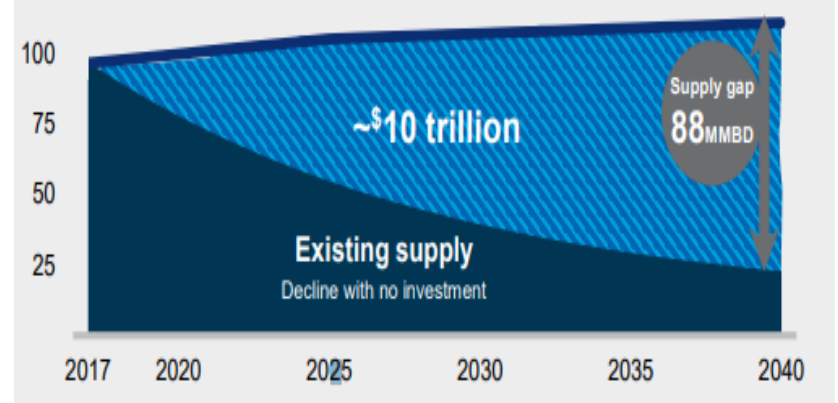 100
Supply gap
~$10 trillion
88MMBD
75
50
Existing supply
25
Decline with no investment
2017 2020 2025 2030 2035 2040